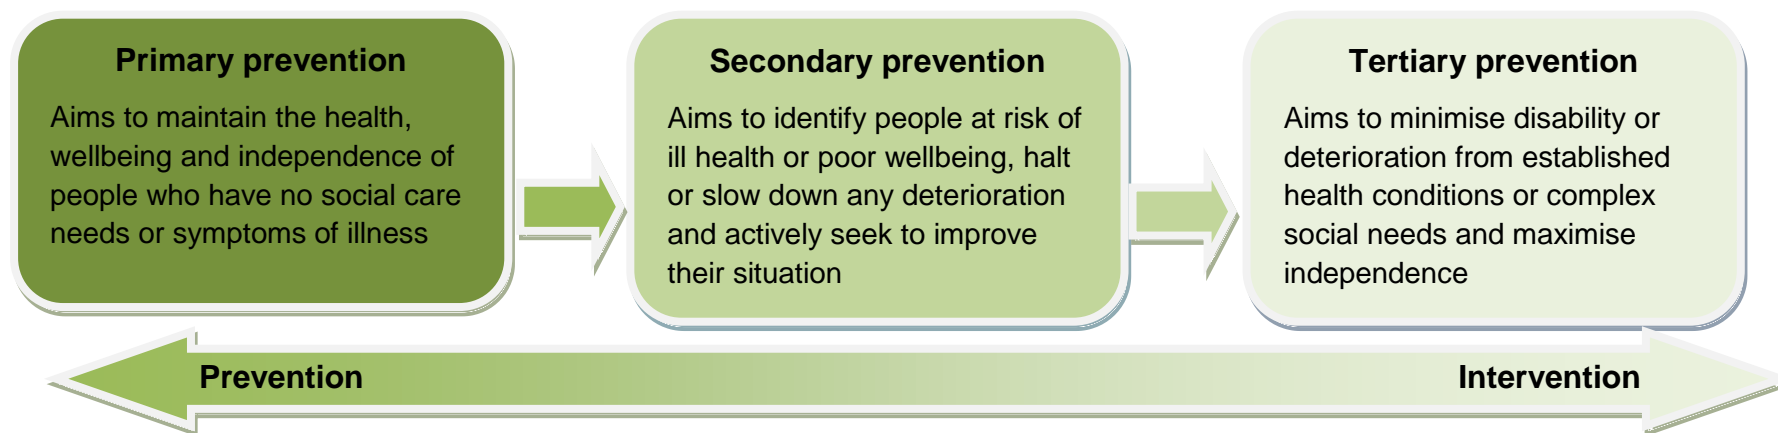 Primary prevention
Aims to maintain the health,
wellbeing and independence of
people who have no social care
needs or symptoms of illness
Secondary prevention
Aims to identify people at risk of
ill health or poor wellbeing, halt
or slow down any deterioration
and actively seek to improve
their situation
Tertiary prevention
Aims to minimise disability or
deterioration from established
health conditions or complex
social needs and maximise
independence
Prevention
Intervention